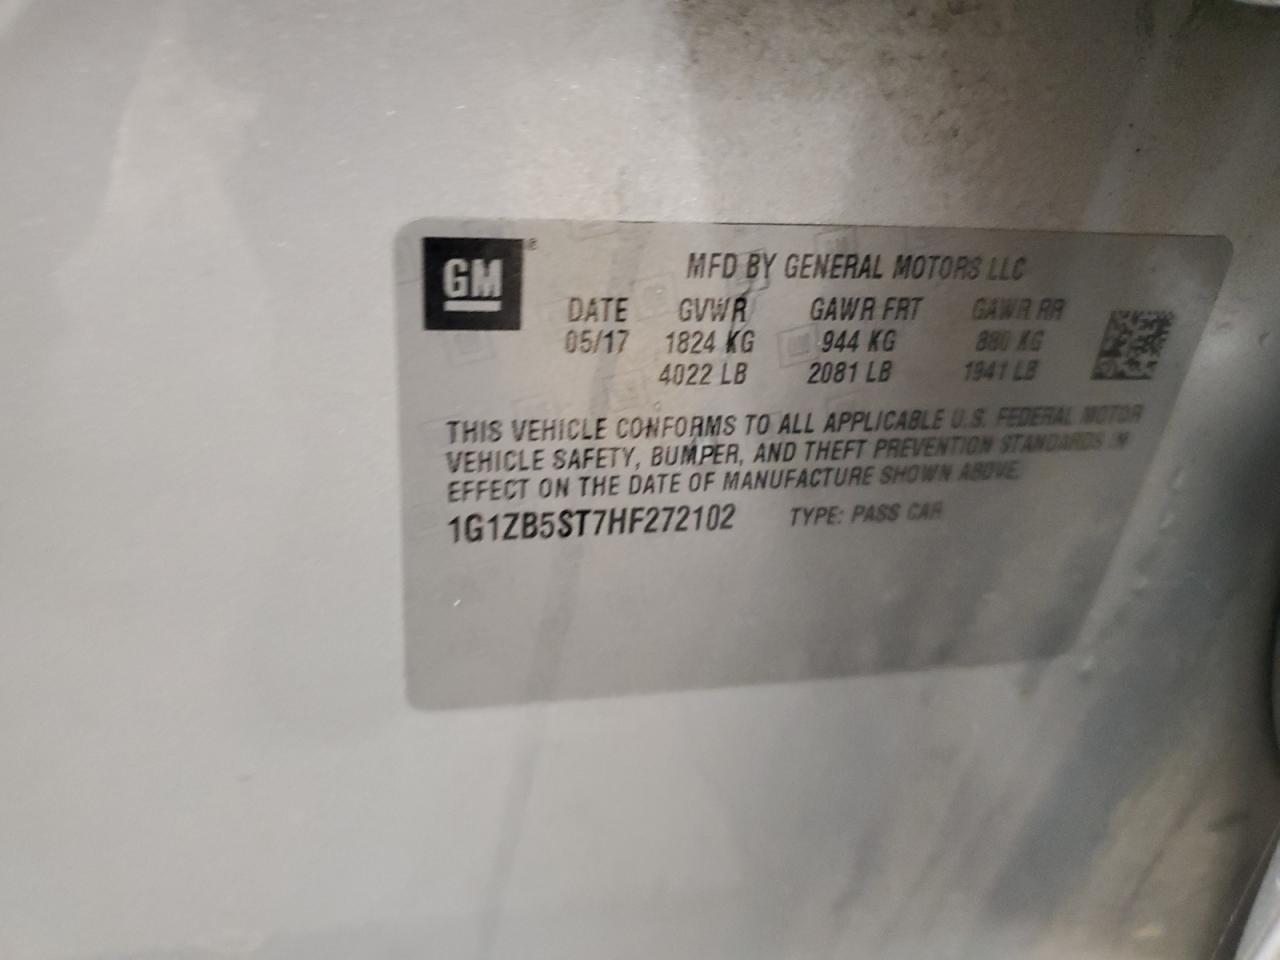 GM ®
MFD BY GENERAL MOTORS LLC
DATE GVWR GAWR FRT GAWR RR
05/17 1824 KG 944 KG 880 KG
4022 LB 2081 LB 1941 LB
THIS VEHICLE CONFORMS TO ALL APPLICABLE U.S. FEDERAL MOTOR
VEHICLE SAFETY, BUMPER, AND THEFT PREVENTION STANDARDS IN
EFFECT ON THE DATE OF MANUFACTURE SHOWN ABOVE.
1G1ZB5ST7HF272102 TYPE: PASS CAR